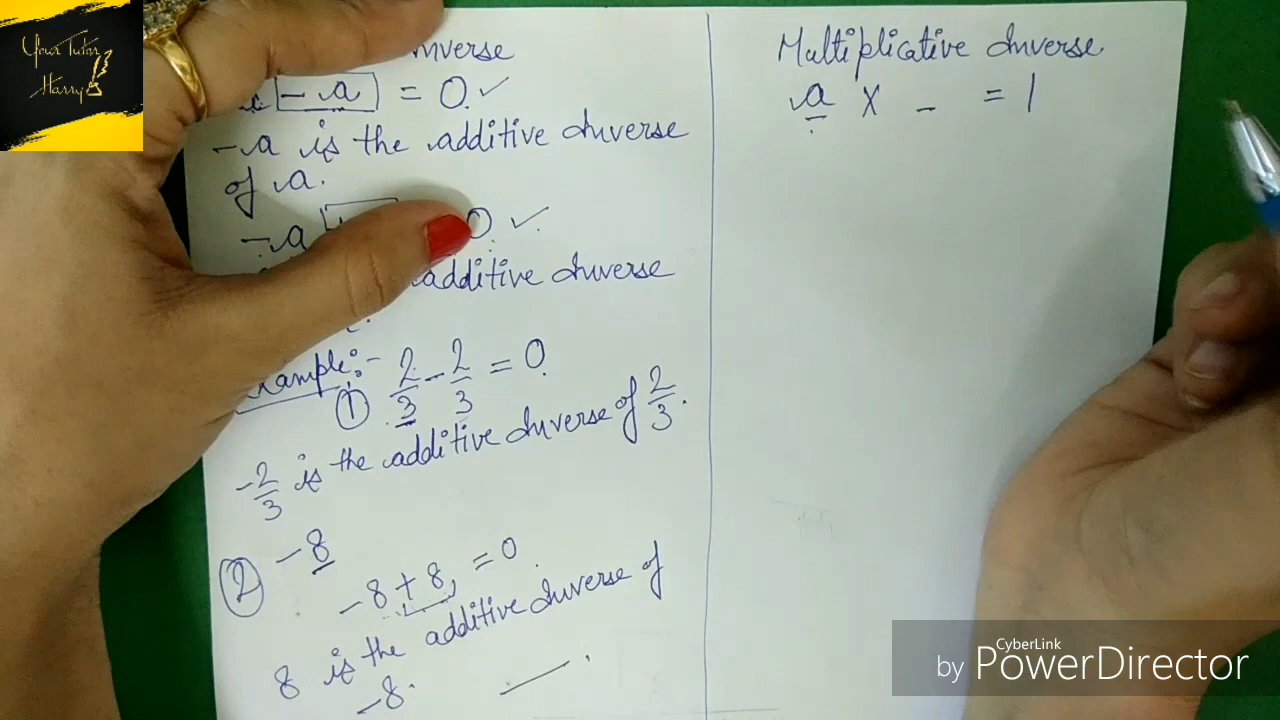 Your Tutor
Harry
inverse
- a = 0 ✓
-a is the additive inverse
of a.
-a 0 ✓
additive inverse
Example:-
① 2/3 - 2/3 = 0
-2/3 is the additive inverse of 2/3.
② -8
-8 + 8 = 0
8 is the additive inverse of
-8.
Multiplicative inverse
a x _ = 1
CyberLink
by PowerDirector